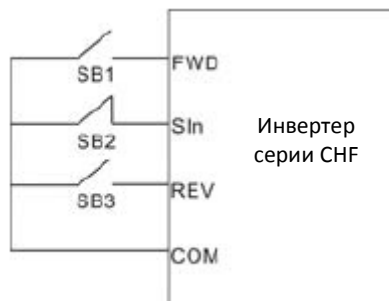 FWD
SB1
SIn
SB2
REV
SB3
COM
Инвертер
серии CHF